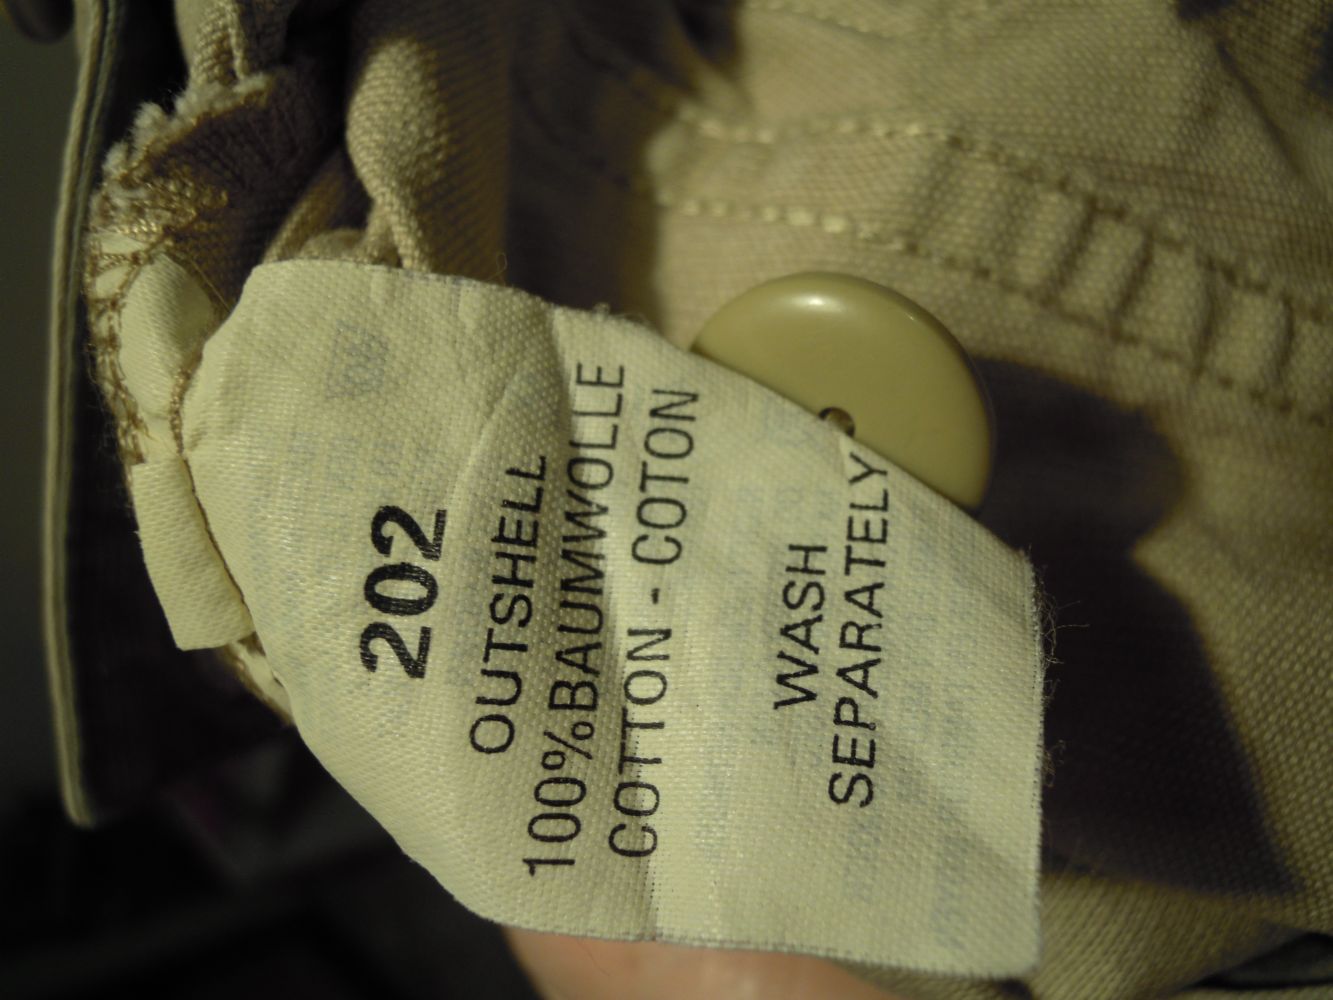 202
OUTSHELL
100%BAUMWOLLE
COTTON - COTON
WASH
SEPARATELY